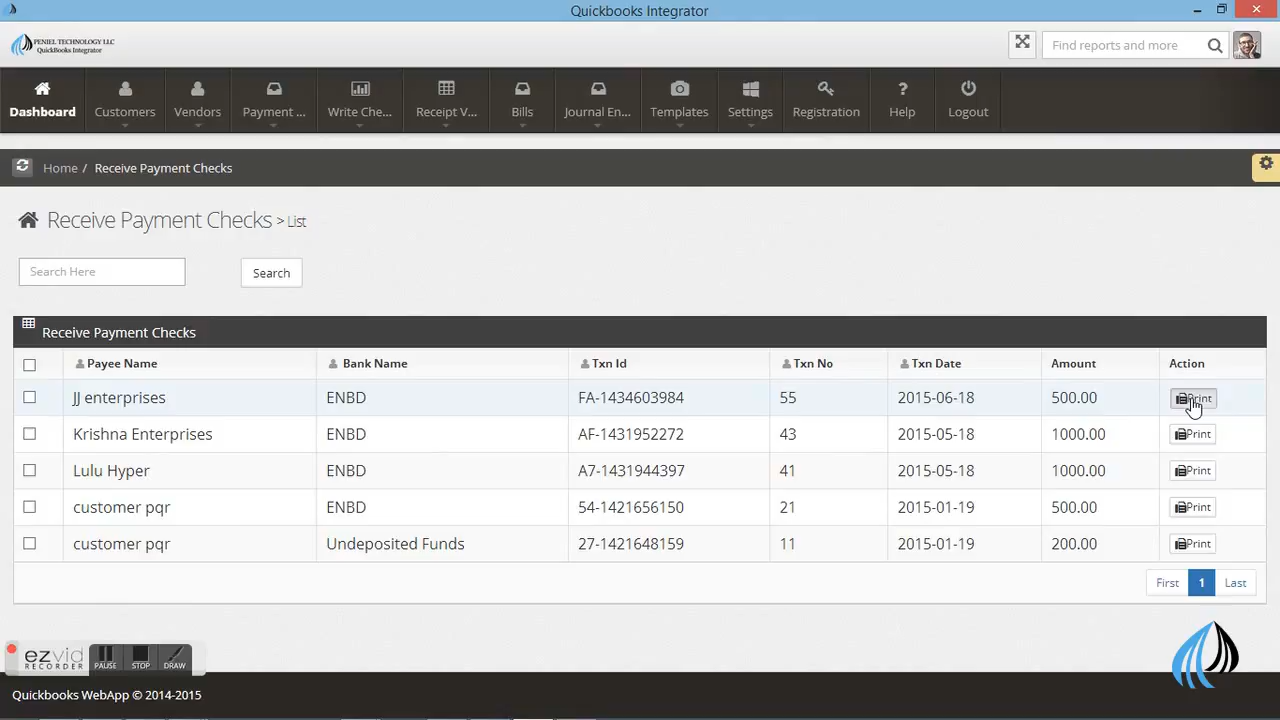 Quickbooks Integrator
PENIEL TECHNOLOGY LLC
QuickBooks Integrator
Find reports and more
Dashboard Customers Vendors Payment ... Write Che... Receipt V... Bills Journal En... Templates Settings Registration Help Logout
Home / Receive Payment Checks
Receive Payment Checks > List
Search Here Search
Receive Payment Checks
Payee Name Bank Name Txn Id Txn No Txn Date Amount Action
JJ enterprises ENBD FA-1434603984 55 2015-06-18 500.00 Print
Krishna Enterprises ENBD AF-1431952272 43 2015-05-18 1000.00 Print
Lulu Hyper ENBD A7-1431944397 41 2015-05-18 1000.00 Print
customer pqr ENBD 54-1421656150 21 2015-01-19 500.00 Print
customer pqr Undeposited Funds 27-1421648159 11 2015-01-19 200.00 Print
First 1 Last
ezvid
RECORDER
PAUSE STOP DRAW
Quickbooks WebApp © 2014-2015